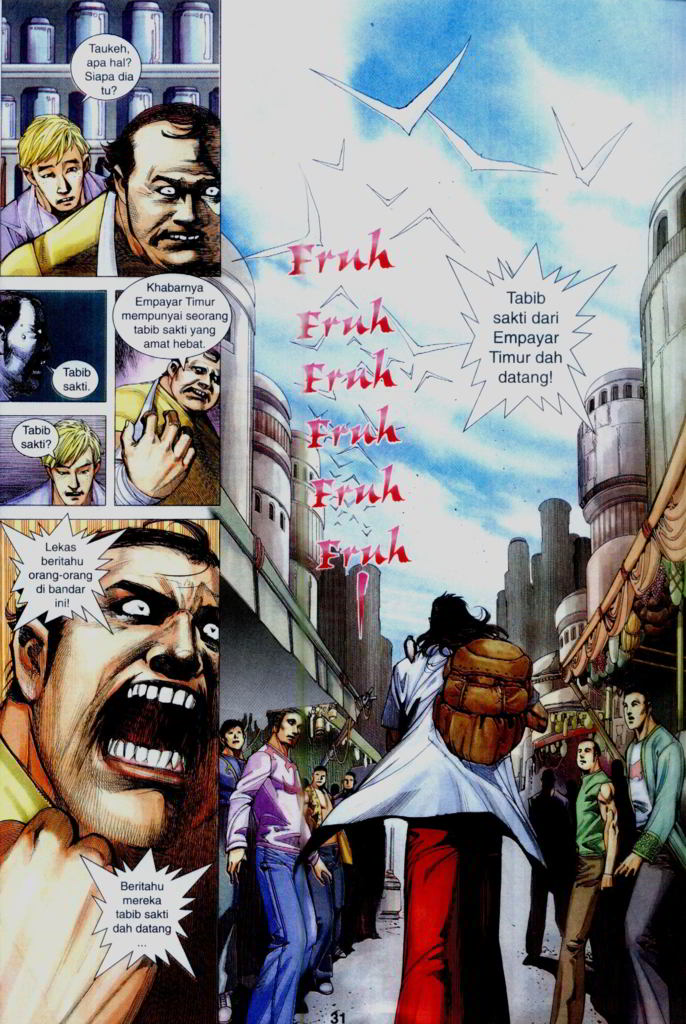 Taukeh,
apa hal?
Siapa dia
tu?
Tabib
sakti.
Khabarnya
Empayar Timur
mempunyai seorang
tabib sakti yang
amat hebat.
Tabib
sakti?
Lekas
beritahu
orang-orang
di bandar
ini!
Beritahu
mereka
tabib sakti
dah datang
...
Fruh
Fruh
Fruh
Fruh
Fruh
Fruh
!
Tabib
sakti dari
Empayar
Timur dah
datang!
31